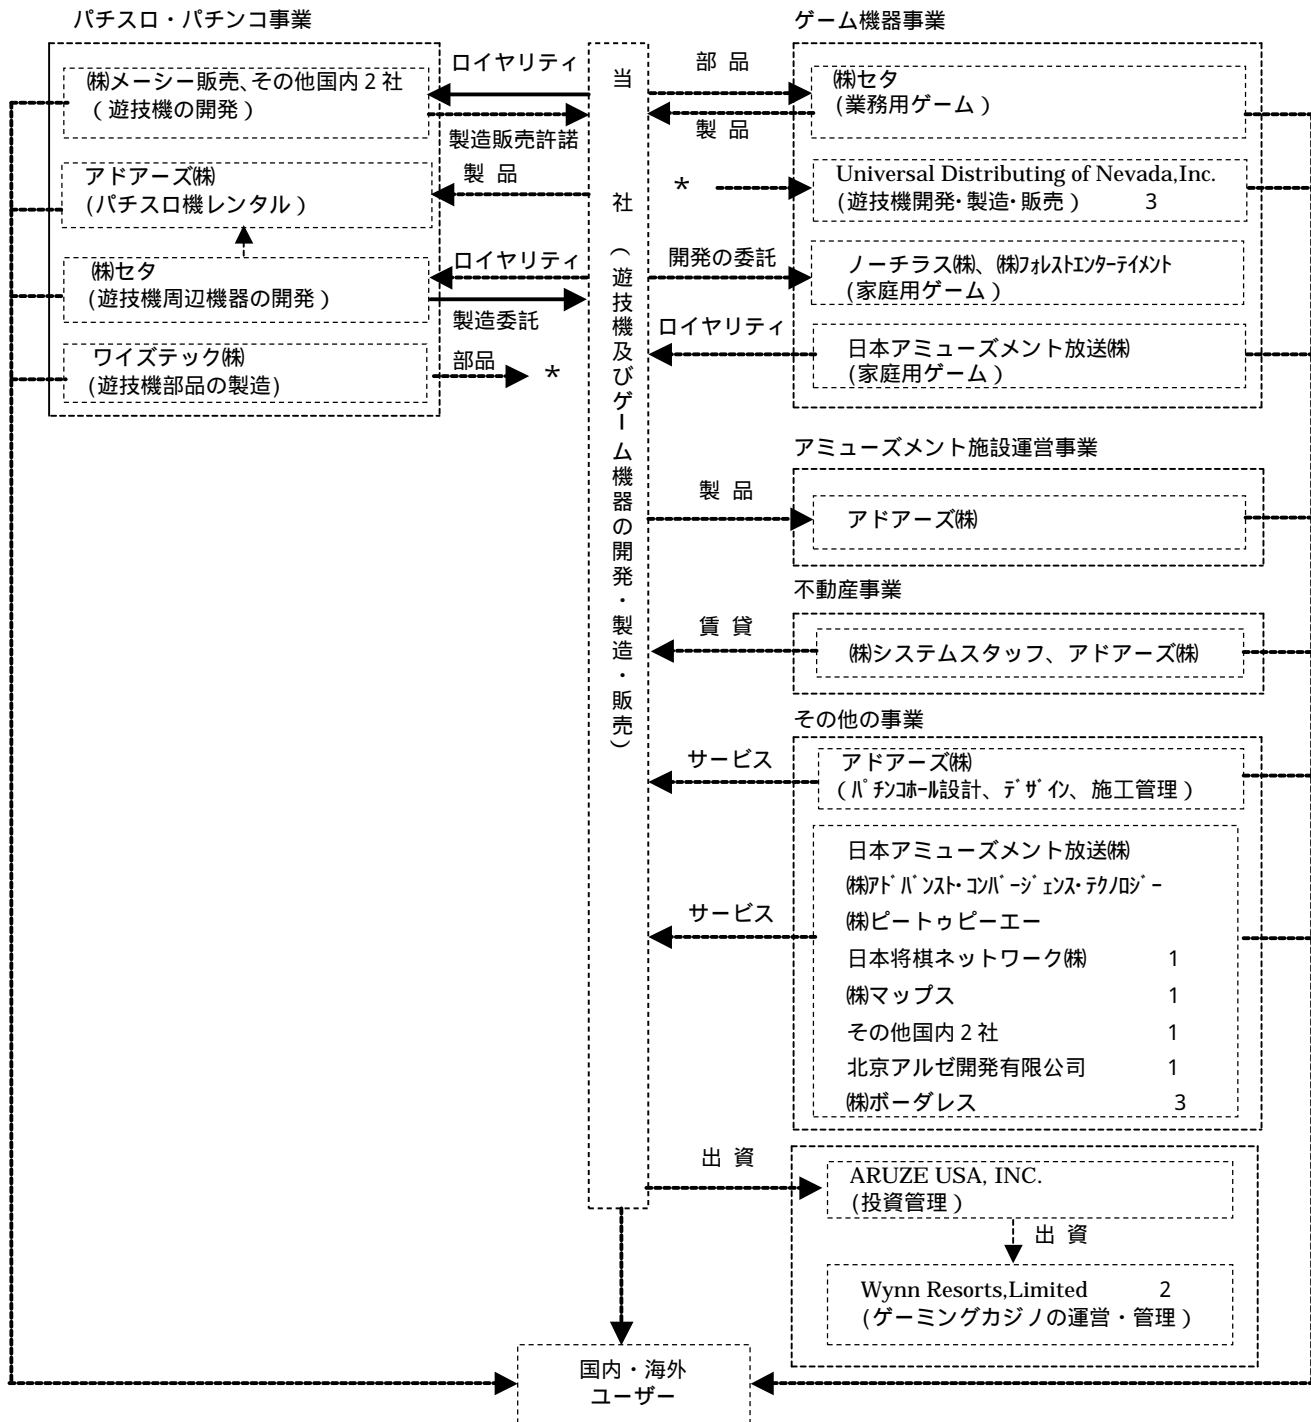 パチスロ・パチンコ事業
㈱メーシー販売、その他国内２社
（遊技機の開発）
アドアーズ㈱
(パチスロ機レンタル）
㈱セタ
(遊技機周辺機器の開発）
ワイズテック㈱
(遊技機部品の製造)
ロイヤリティ
製造販売許諾
製 品
ロイヤリティ
製造委託
部品
*
当社（遊技機及びゲーム機器の開発・製造・販売）
部 品
製 品
*
開発の委託
ロイヤリティ
製 品
賃 貸
サービス
サービス
出 資
ゲーム機器事業
㈱セタ
(業務用ゲーム）
Universal Distributing of Nevada,Inc.
(遊技機開発・製造・販売） 3
ノーチラス㈱、㈱フォレストエンターテイメント
(家庭用ゲーム）
日本アミューズメント放送㈱
(家庭用ゲーム）
アミューズメント施設運営事業
アドアーズ㈱
不動産事業
㈱システムスタッフ、アドアーズ㈱
その他の事業
アドアーズ㈱
（パチンコホール設計、デザイン、施工管理）
日本アミューズメント放送㈱
㈱アドバンスト・コンバージェンス・テクノロジー
㈱ピートゥピーエー
日本将棋ネットワーク㈱ 1
㈱マップス 1
その他国内２社 1
北京アルゼ開発有限公司 1
㈱ボーダレス 3
ARUZE USA, INC.
(投資管理）
出 資
Wynn Resorts,Limited 2
(ゲーミングカジノの運営・管理）
国内・海外
ユーザー